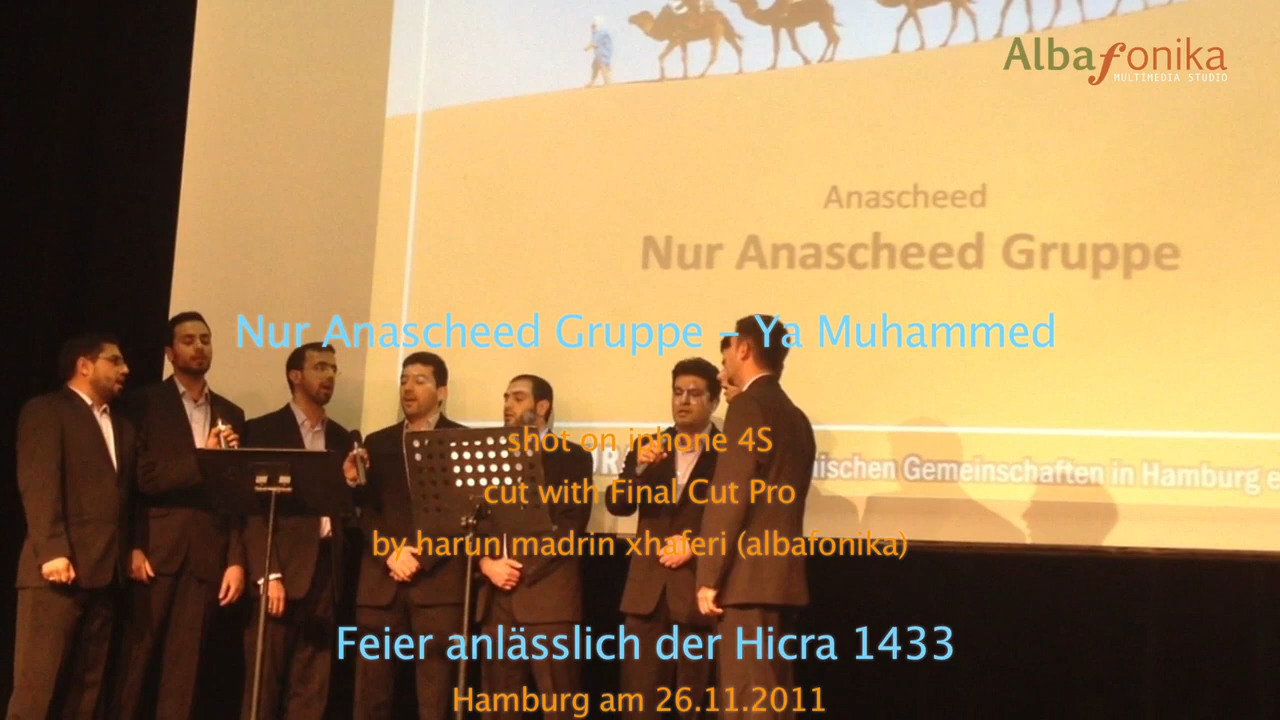 Albafonika
MULTIMEDIA STUDIO
Anascheed
Nur Anascheed Gruppe
Nur Anascheed Gruppe - Ya Muhammed
shot on iphone 4S
cut with Final Cut Pro
by harun madrin xhaferi (albafonika)
Gemeinschaften in Hamburg
Feier anlässlich der Hicra 1433
Hamburg am 26.11.2011